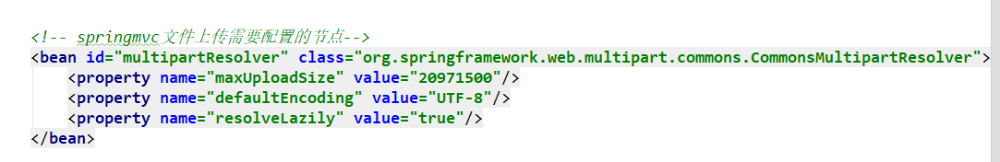 <!-- springmvc文件上传需要配置的节点-->
<bean id="multipartResolver" class="org.springframework.web.multipart.commons.CommonsMultipartResolver">
    <property name="maxUploadSize" value="20971500"/>
    <property name="defaultEncoding" value="UTF-8"/>
    <property name="resolveLazily" value="true"/>
</bean>